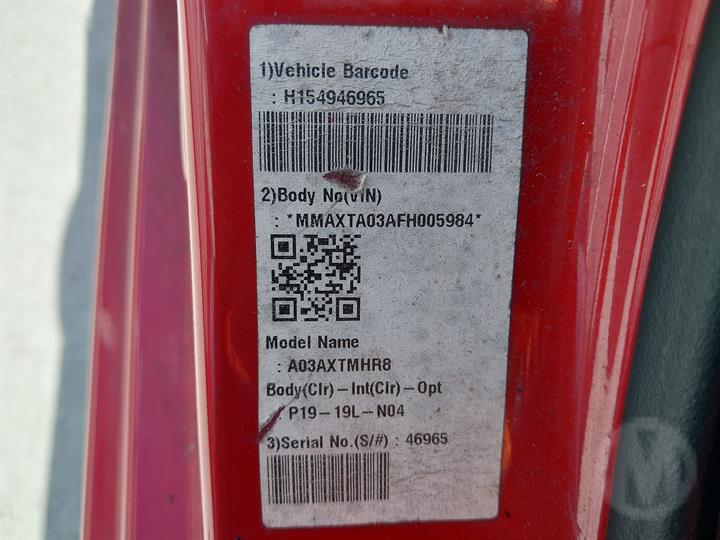 1)Vehicle Barcode
: H154946965
2)Body No(VIN)
: *MMAXTA03AFH005984*
Model Name
: A03AXTMHR8
Body(Clr)-Int(Clr)-Opt
: P19-19L-N04
3)Serial No.(S/#) : 46965
M